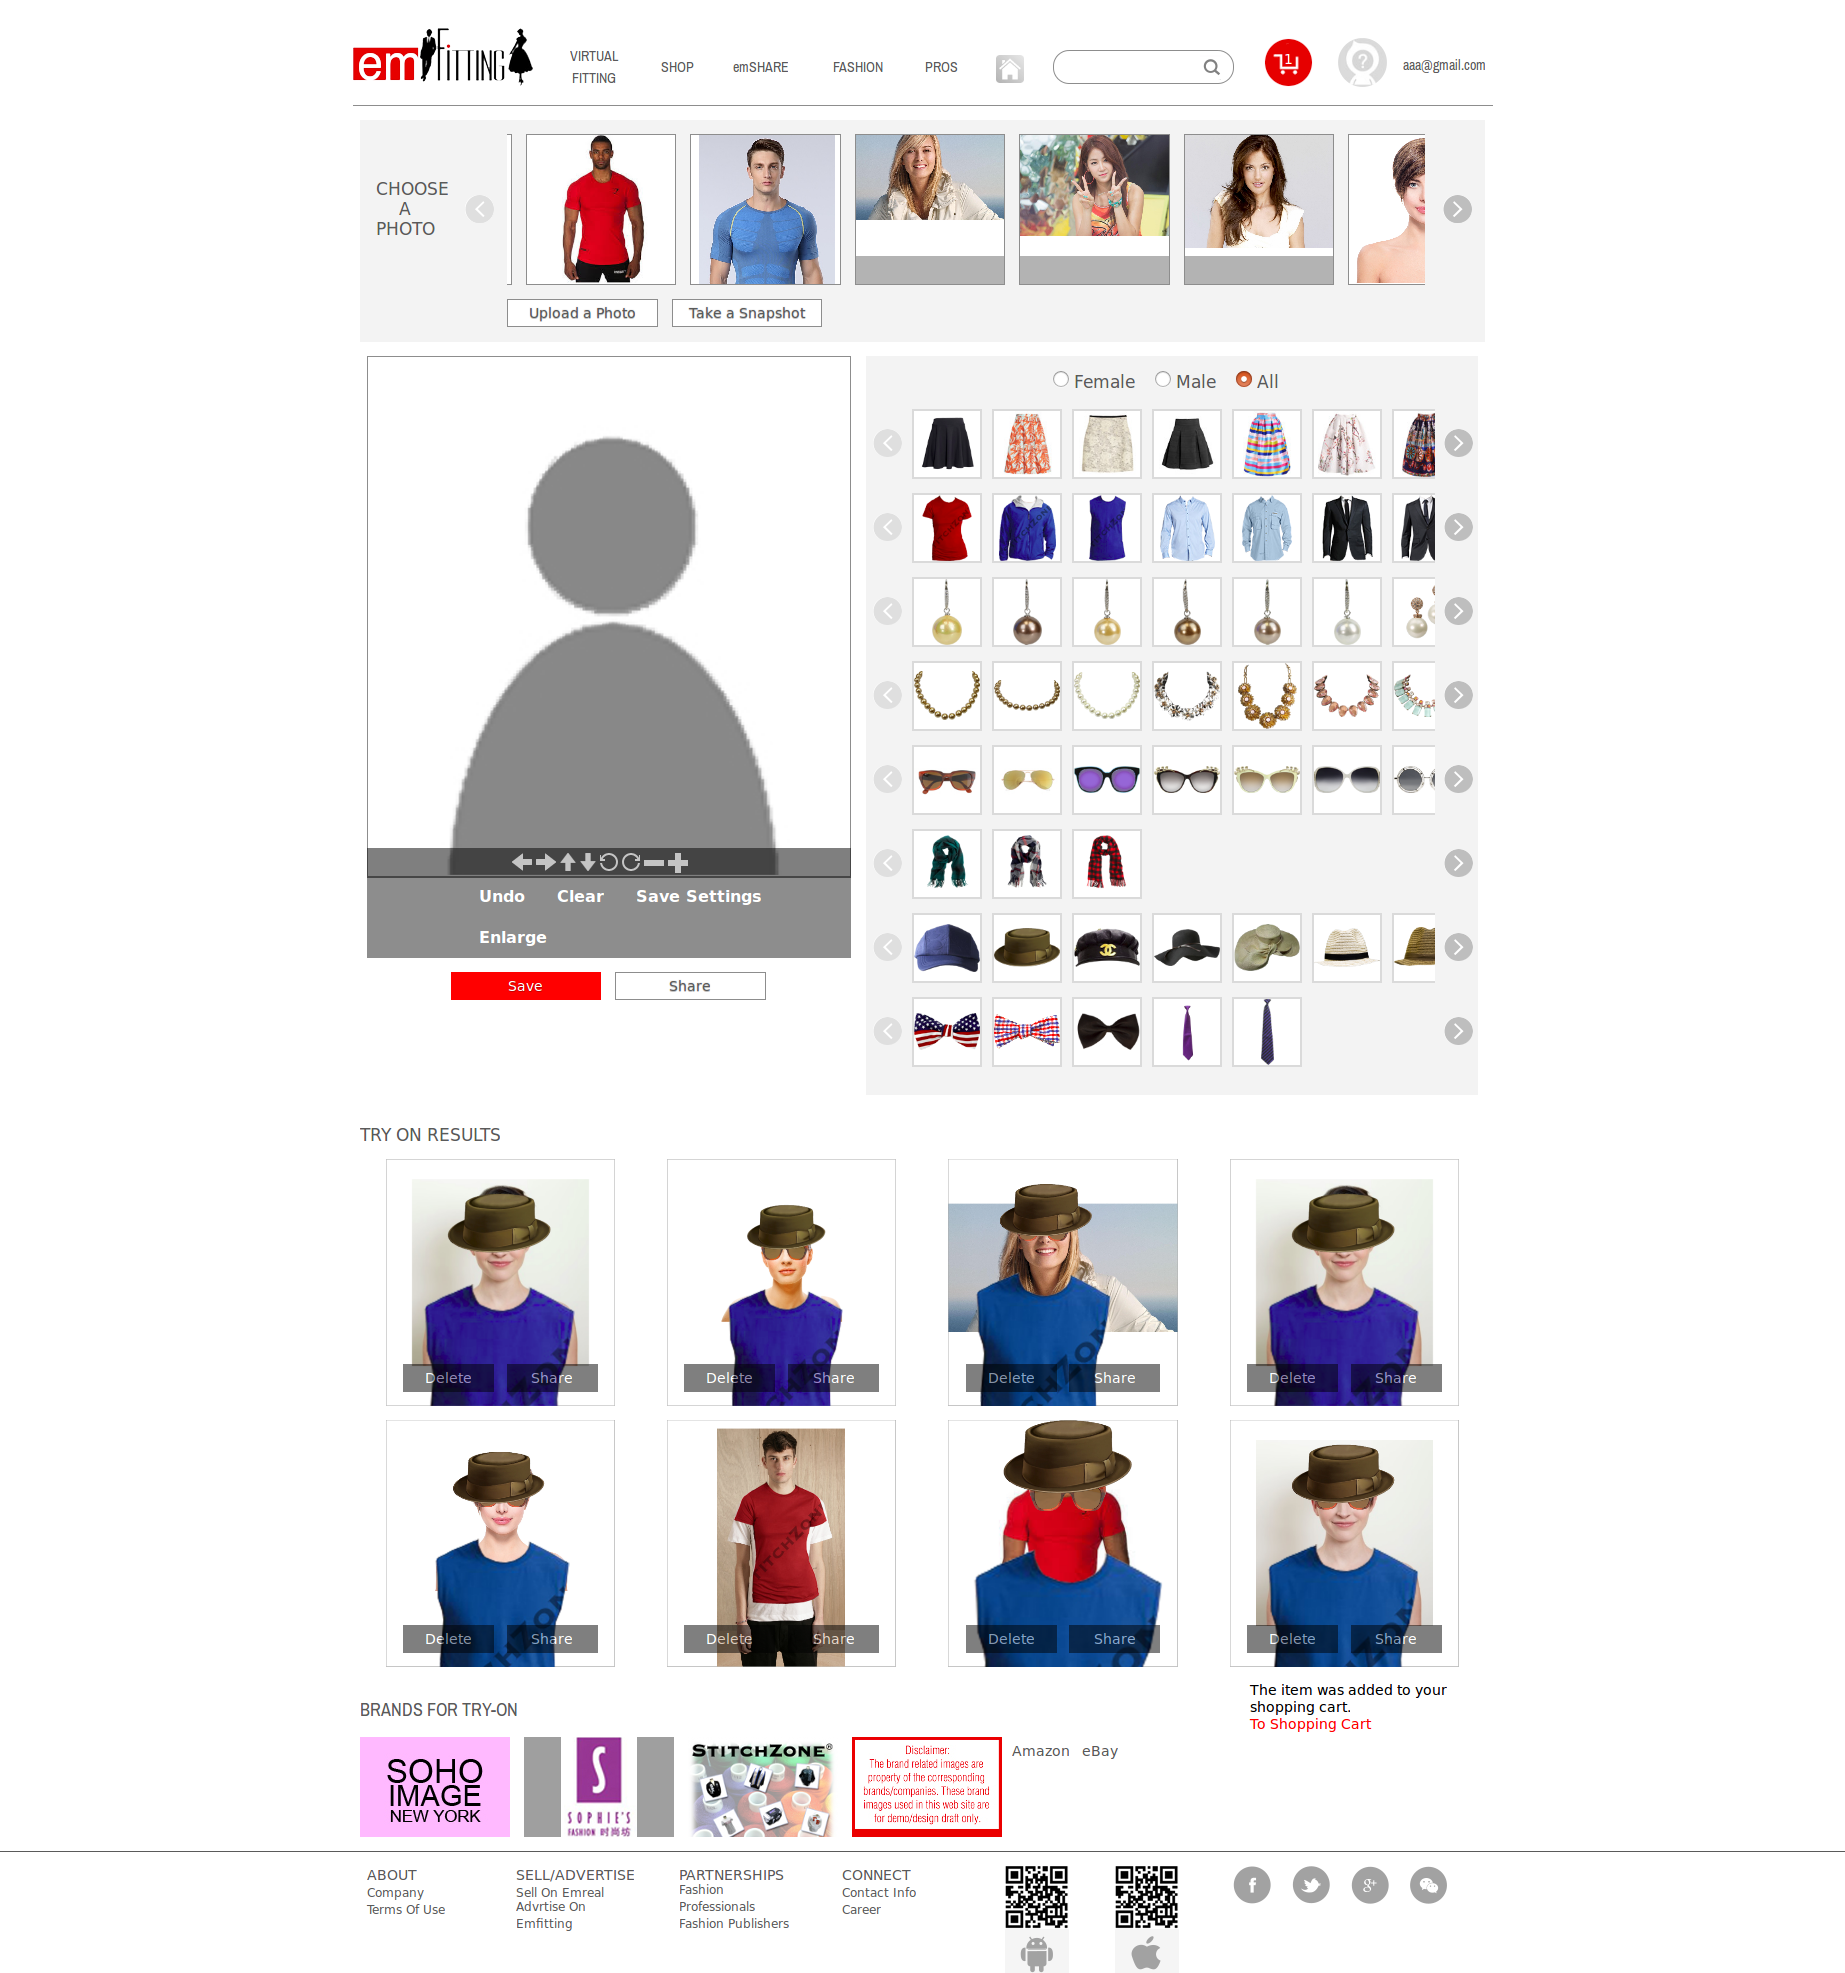 em Fitting
VIRTUAL
FITTING
SHOP
emSHARE
FASHION
PROS
1
?
aaa@gmail.com
CHOOSE
A
PHOTO
Upload a Photo
Take a Snapshot
Female
Male
All
Undo
Clear
Save Settings
Enlarge
Save
Share
TRY ON RESULTS
Delete
Share
Delete
Share
Delete
Share
Delete
Share
Delete
Share
Delete
Share
Delete
Share
Delete
Share
The item was added to your
shopping cart.
To Shopping Cart
BRANDS FOR TRY-ON
SOHO
IMAGE
NEW YORK
S
SOPHIE'S
FASHION 时尚坊
STITCHZONE®
Disclaimer:
The brand related images are
property of the corresponding
brands/companies. These brand
images used in this web site are
for demo/design draft only.
Amazon
eBay
ABOUT
Company
Terms Of Use
SELL/ADVERTISE
Sell On Emreal
Advrtise On
Emfitting
PARTNERSHIPS
Fashion
Professionals
Fashion Publishers
CONNECT
Contact Info
Career
f
g+